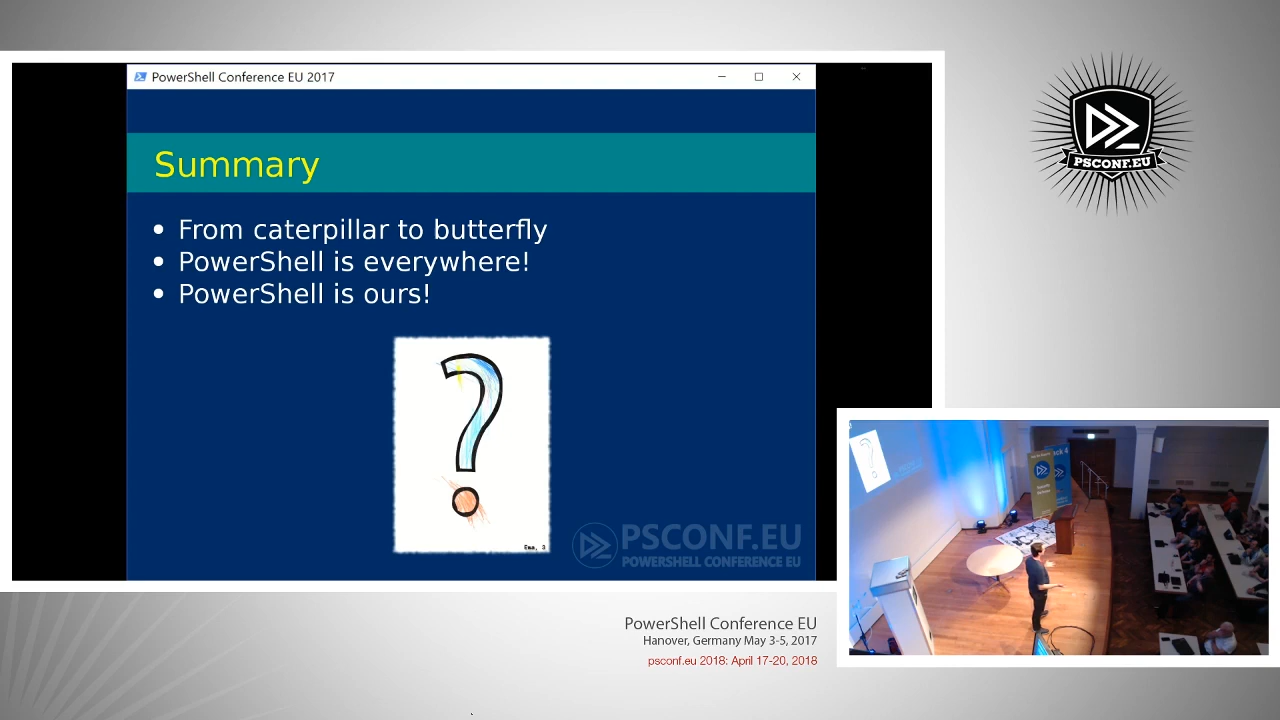 PowerShell Conference EU 2017
Summary
• From caterpillar to butterfly
• PowerShell is everywhere!
• PowerShell is ours!
Ema, 3
PSCONF.EU
POWERSHELL CONFERENCE EU
PSCONF.EU
PowerShell Conference EU
Hanover, Germany May 3-5, 2017
psconf.eu 2018: April 17-20, 2018